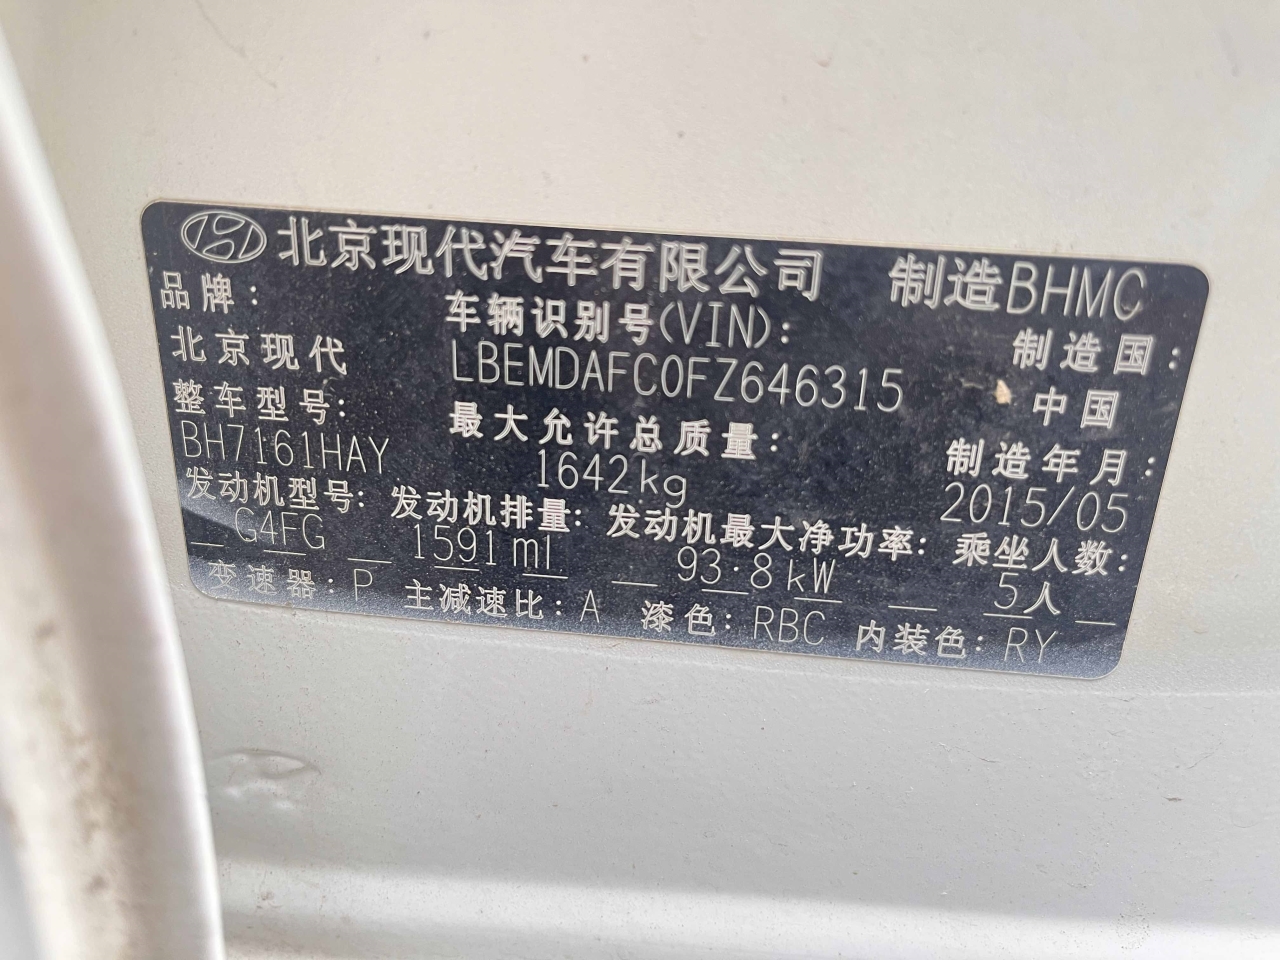 北京现代汽车有限公司 制造BHMC
品牌: 车辆识别号(VIN): 制造国:
北京现代 LBEMDAFC0FZ646315 中国
整车型号: 最大允许总质量: 制造年月:
BH7161HAY 1642kg 2015/05
发动机型号: 发动机排量: 发动机最大净功率: 乘坐人数:
G4FG 1591ml 93.8kW 5人
变速器: P 主减速比: A 漆色: RBC 内装色: RY